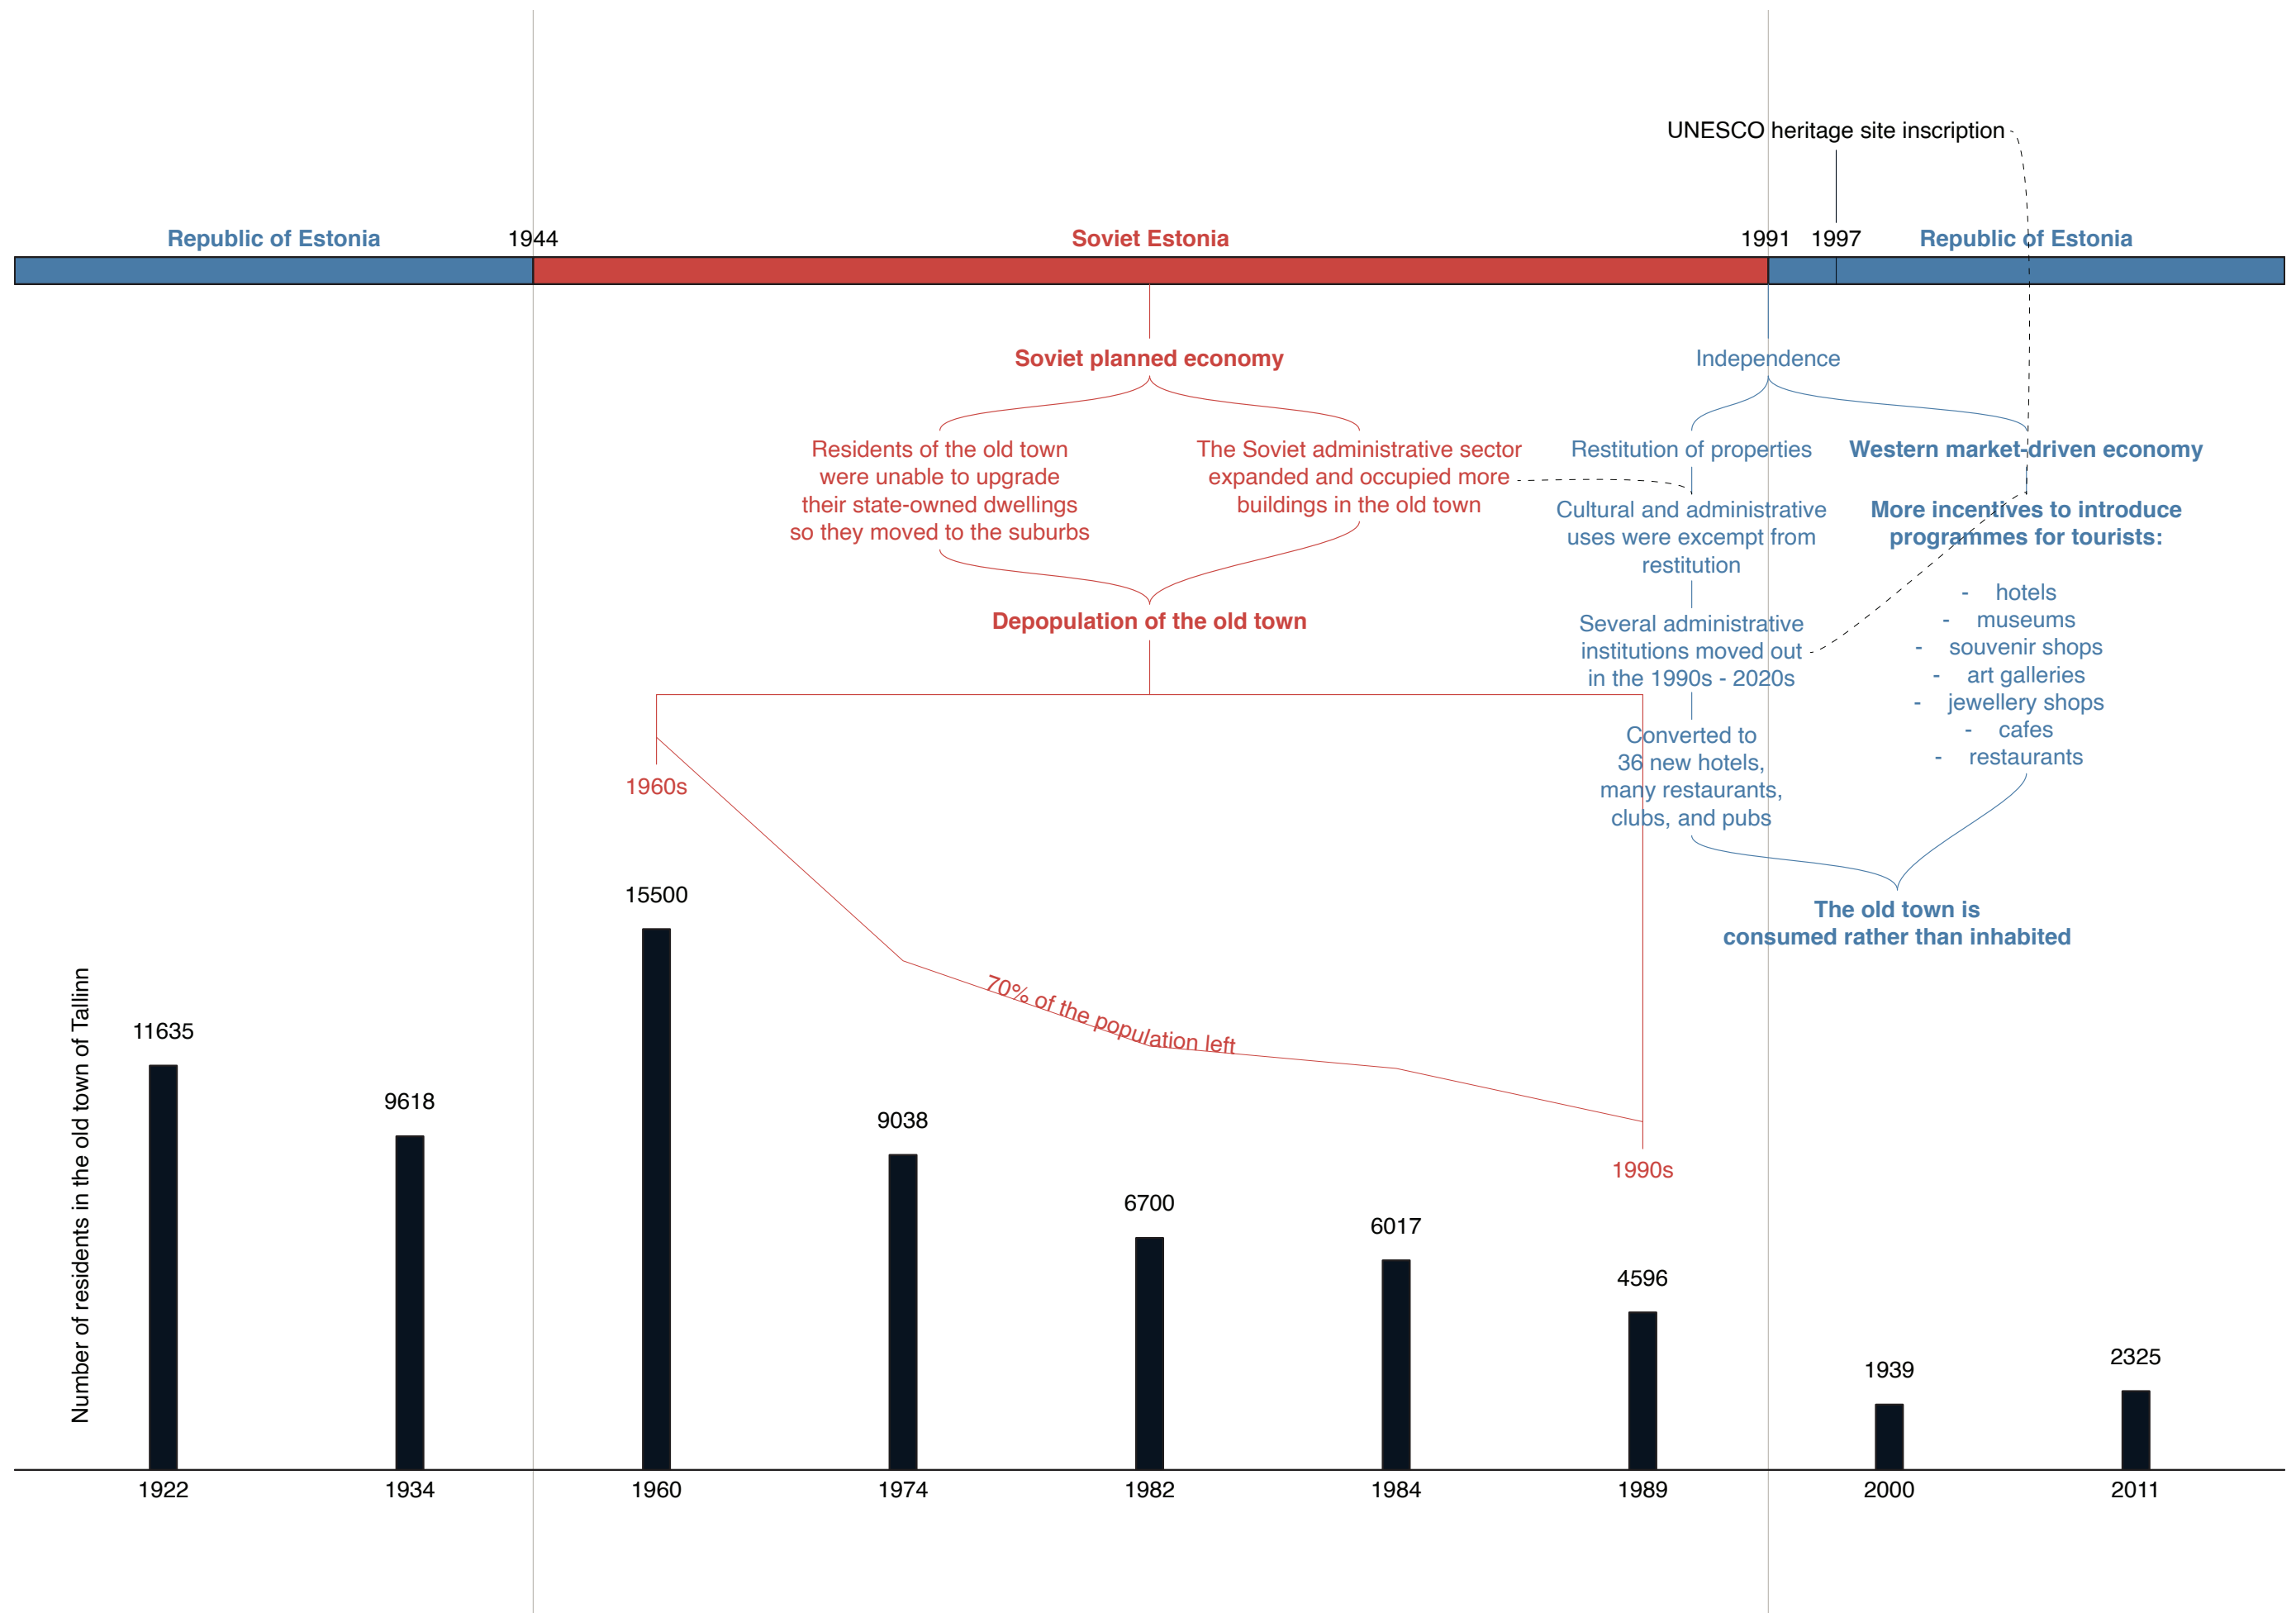 UNESCO heritage site inscription
Republic of Estonia
1944
Soviet Estonia
1991
1997
Republic of Estonia
Soviet planned economy
Residents of the old town
were unable to upgrade
their state-owned dwellings
so they moved to the suburbs
The Soviet administrative sector
expanded and occupied more
buildings in the old town
Depopulation of the old town
Independence
Restitution of properties
Cultural and administrative
uses were excempt from
restitution
Several administrative
institutions moved out
in the 1990s - 2020s
Converted to
36 new hotels,
many restaurants,
clubs, and pubs
Western market-driven economy
More incentives to introduce
programmes for tourists:
- hotels
- museums
- souvenir shops
- art galleries
- jewellery shops
- cafes
- restaurants
The old town is
consumed rather than inhabited
1960s
70% of the population left
1990s
Number of residents in the old town of Tallinn
11635
9618
15500
9038
6700
6017
4596
1939
2325
1922
1934
1960
1974
1982
1984
1989
2000
2011